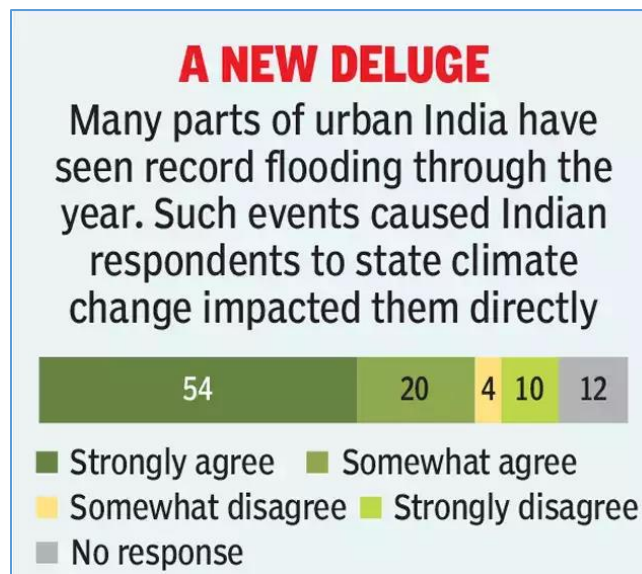 A NEW DELUGE
Many parts of urban India have
seen record flooding through the
year. Such events caused Indian
respondents to state climate
change impacted them directly
54 20 4 10 12
Strongly agree Somewhat agree
Somewhat disagree Strongly disagree
No response